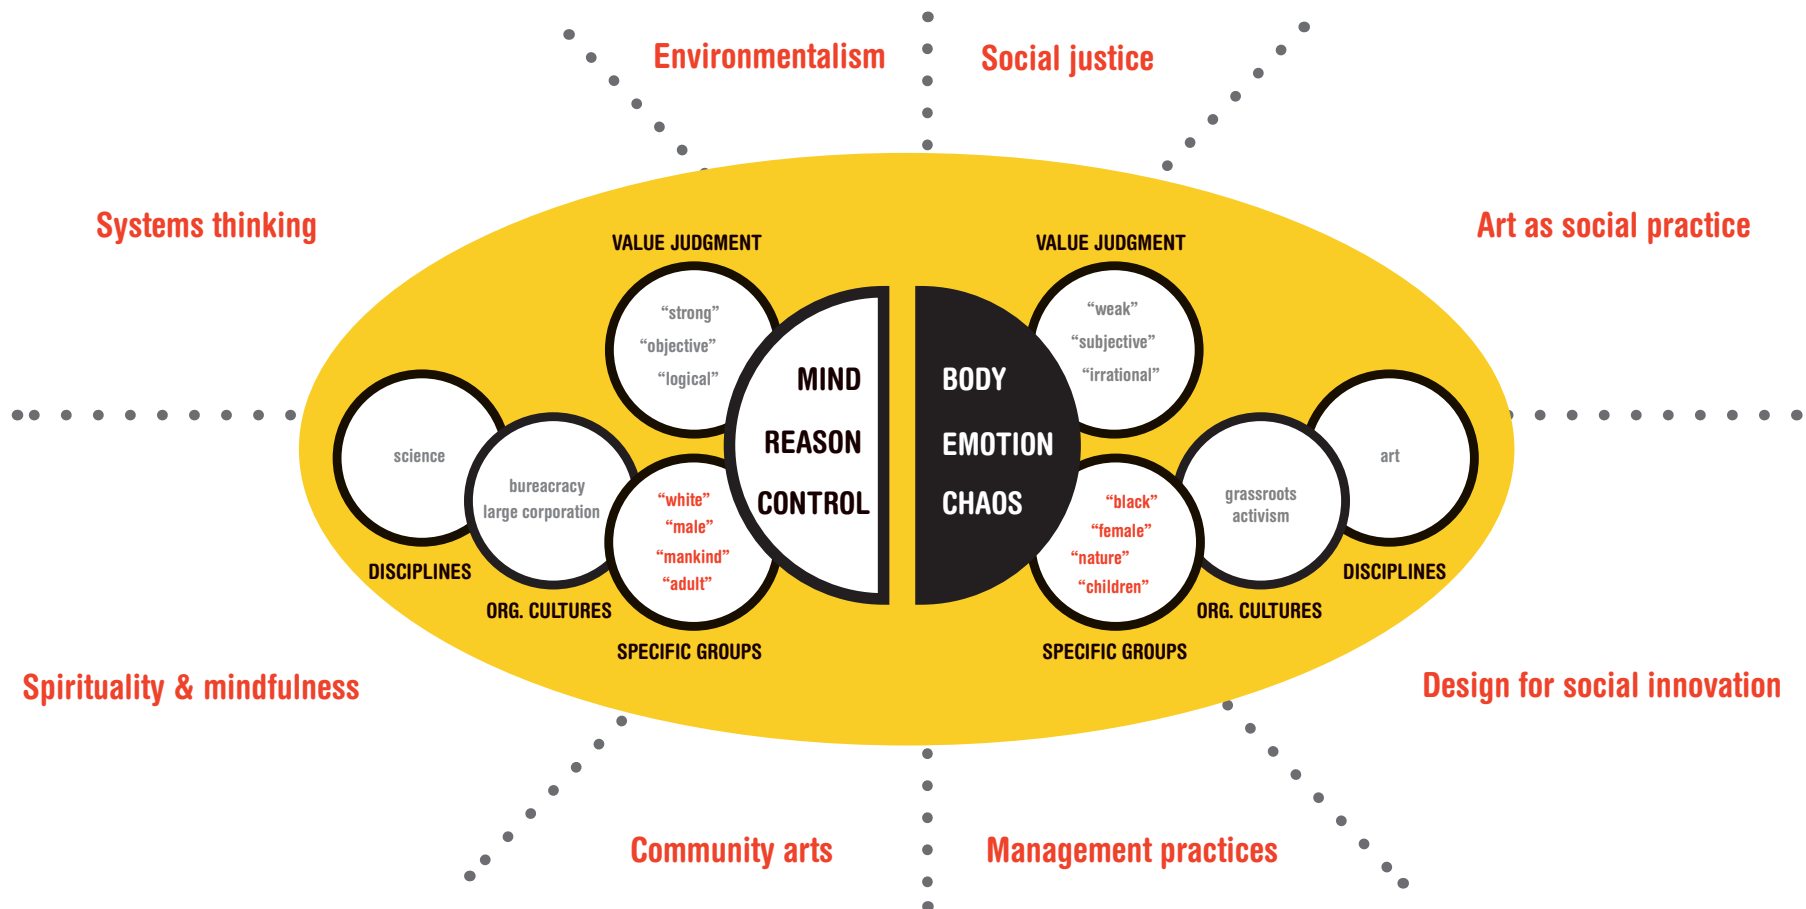 Environmentalism
Social justice
Systems thinking
Art as social practice
VALUE JUDGMENT
“strong”
“objective”
“logical”
MIND
REASON
CONTROL
science
DISCIPLINES
bureacracy
large corporation
ORG. CULTURES
“white”
“male”
“mankind”
“adult”
SPECIFIC GROUPS
VALUE JUDGMENT
“weak”
“subjective”
“irrational”
BODY
EMOTION
CHAOS
“black”
“female”
“nature”
“children”
SPECIFIC GROUPS
grassroots
activism
ORG. CULTURES
art
DISCIPLINES
Spirituality & mindfulness
Design for social innovation
Community arts
Management practices